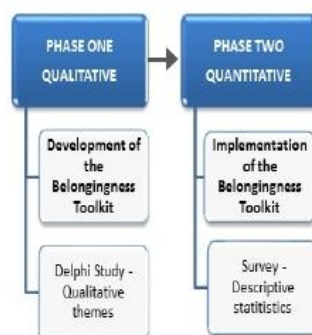 PHASE ONE
QUALITATIVE
Development of
the
Belongingness
Toolkit
Delphi Study -
Qualitative
themes
PHASE TWO
QUANTITATIVE
Implementation
of the
Belongingness
Toolkit
Survey -
Descriptive
statitistics